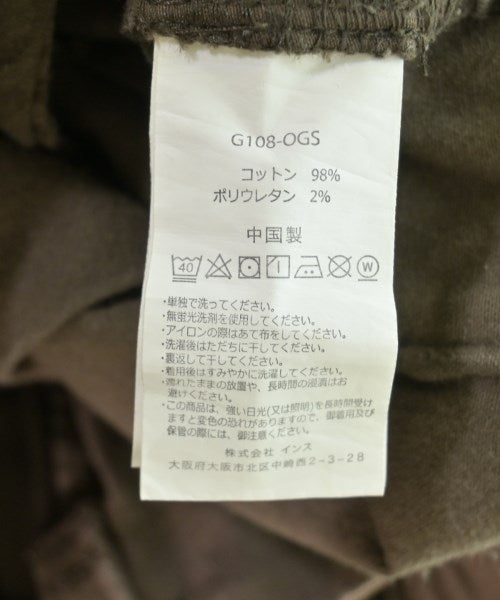 G108-OGS
コットン 98%
ポリウレタン 2%
中国製
40 W
・単独で洗ってください。
・無蛍光洗剤を使用してください。
・アイロンの際はあて布をしてください。
・洗濯後はただちに干してください。
・裏返して干してください。
・着用後はすみやかに洗濯してください。
・濡れたままの放置や、長時間の浸漬はお
避けください。
・この商品は、強い日光(又は照明)を長時間受け
ますと変色の恐れがありますので、御着用及び
保管の際には、御注意ください。
株式会社 インス
大阪府大阪市北区中崎西2-3-28